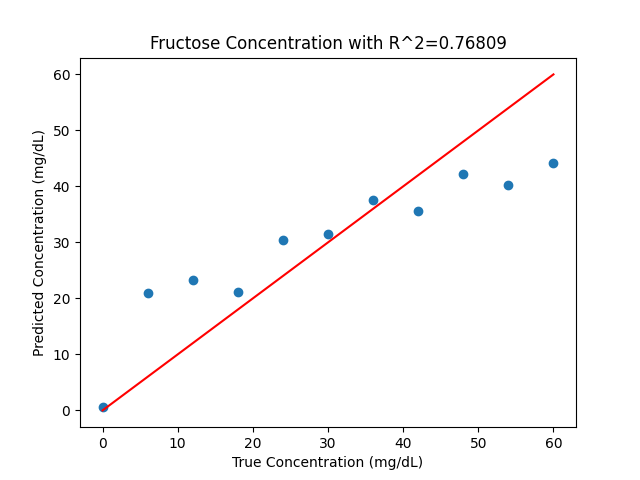 Fructose Concentration with R^2=0.76809
60
50
40
30
20
10
0
Predicted Concentration (mg/dL)
0 10 20 30 40 50 60
True Concentration (mg/dL)